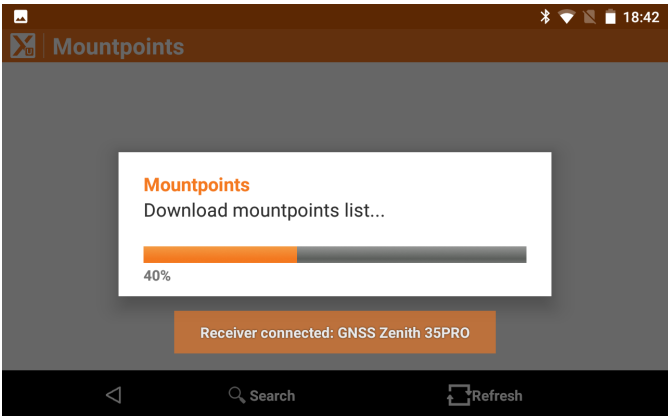 18:42
Mountpoints
Mountpoints
Download mountpoints list...
40%
Receiver connected: GNSS Zenith 35PRO
Search
Refresh